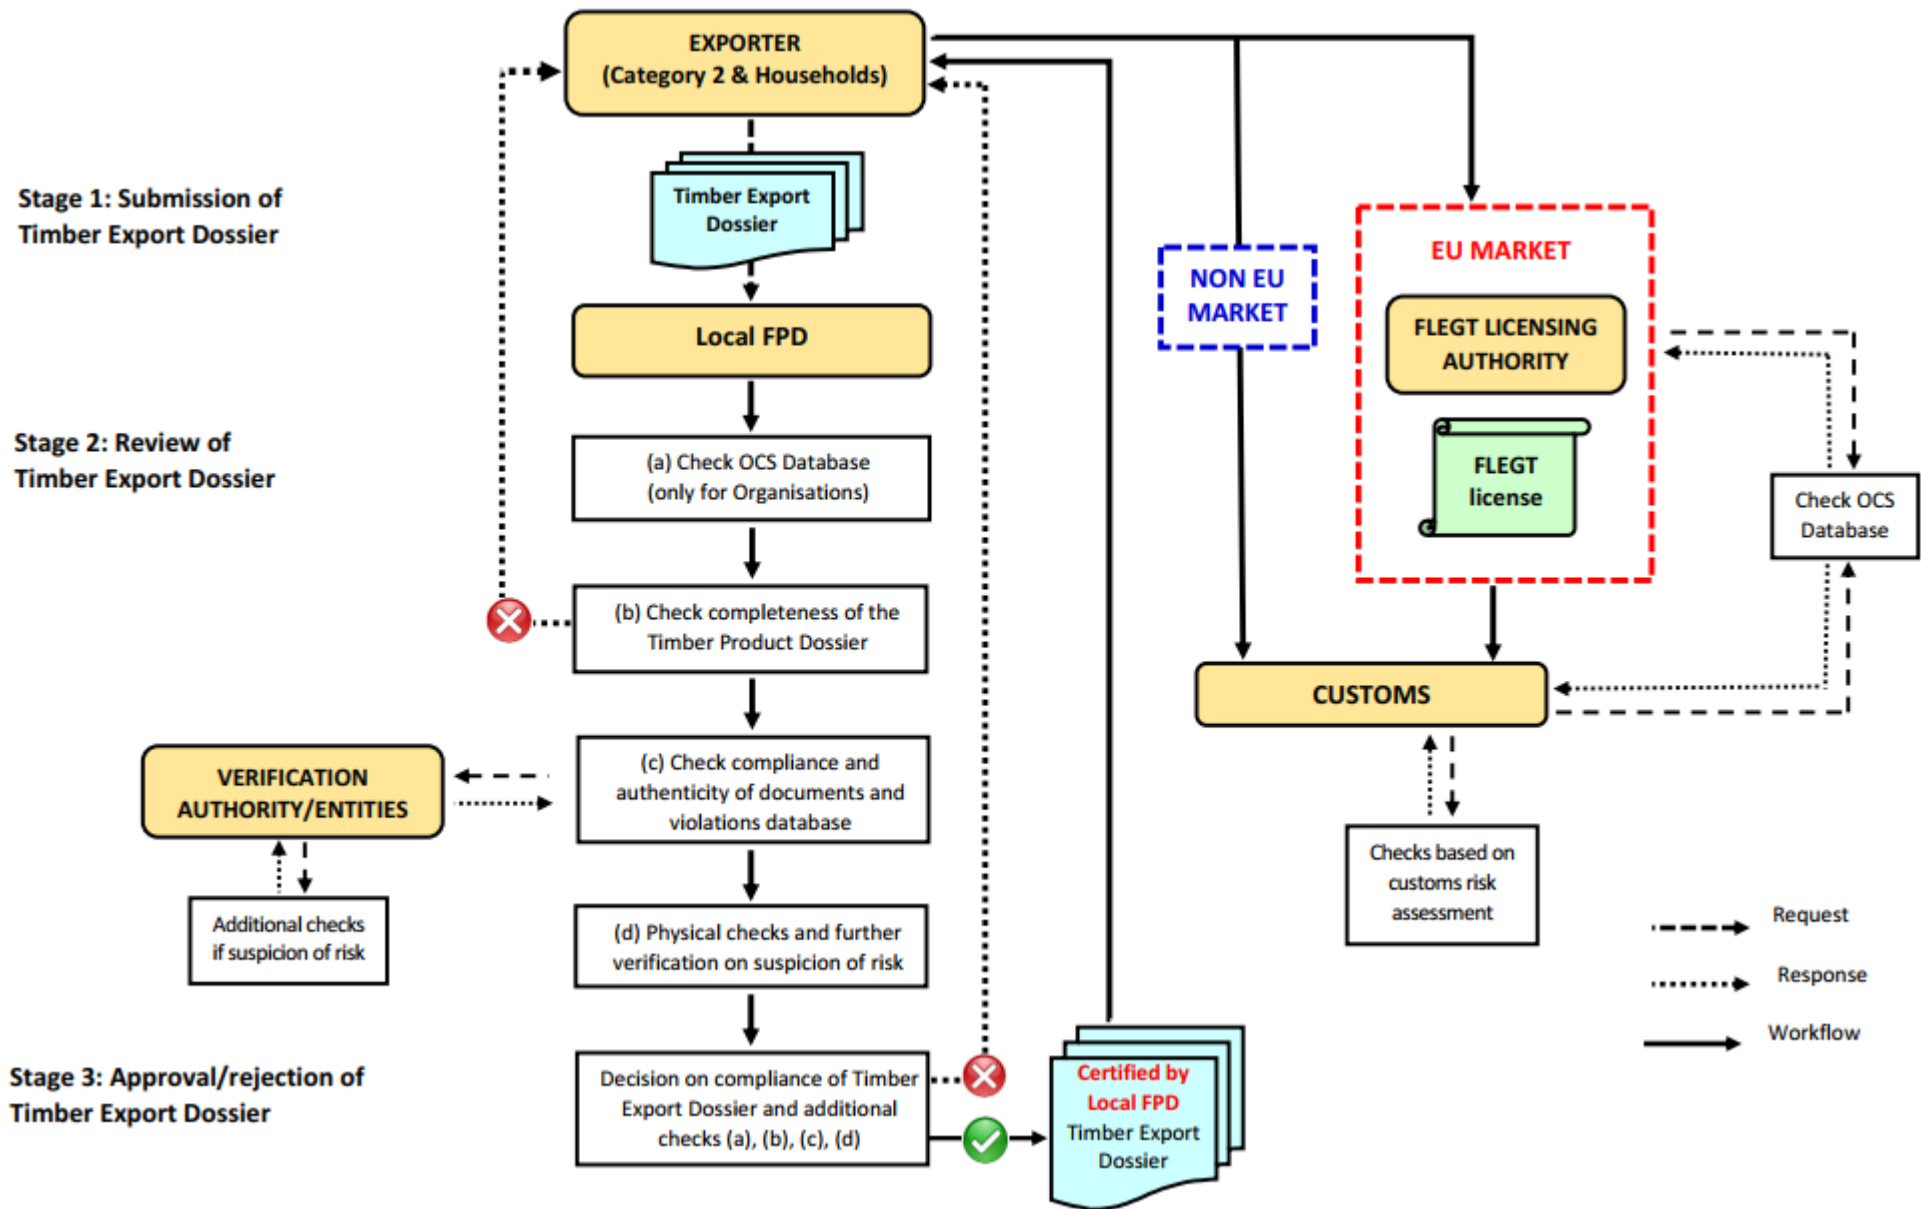 EXPORTER
(Category 2 & Households)
Stage 1: Submission of
Timber Export Dossier
Timber Export
Dossier
NON EU
MARKET
EU MARKET
FLEGT LICENSING
AUTHORITY
FLEGT
license
Check OCS
Database
Local FPD
Stage 2: Review of
Timber Export Dossier
(a) Check OCS Database
(only for Organisations)
(b) Check completeness of the
Timber Product Dossier
CUSTOMS
VERIFICATION
AUTHORITY/ENTITIES
(c) Check compliance and
authenticity of documents and
violations database
Checks based on
customs risk
assessment
Additional checks
if suspicion of risk
(d) Physical checks and further
verification on suspicion of risk
Request
Response
Workflow
Stage 3: Approval/rejection of
Timber Export Dossier
Decision on compliance of Timber
Export Dossier and additional
checks (a), (b), (c), (d)
Certified by
Local FPD
Timber Export
Dossier